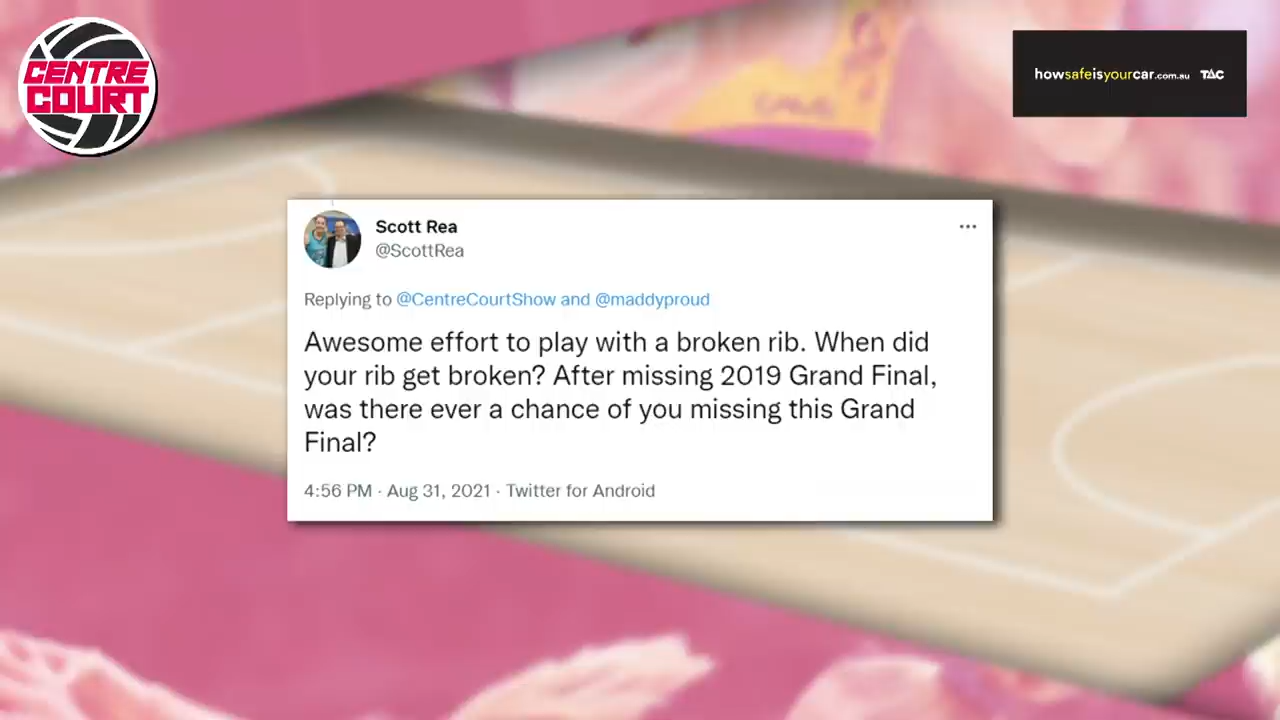 CENTRE
COURT
howsafeisyourcar.com.au TAC
Scott Rea
@ScottRea
Replying to @CentreCourtShow and @maddyproud
Awesome effort to play with a broken rib. When did
your rib get broken? After missing 2019 Grand Final,
was there ever a chance of you missing this Grand
Final?
4:56 PM · Aug 31, 2021 · Twitter for Android